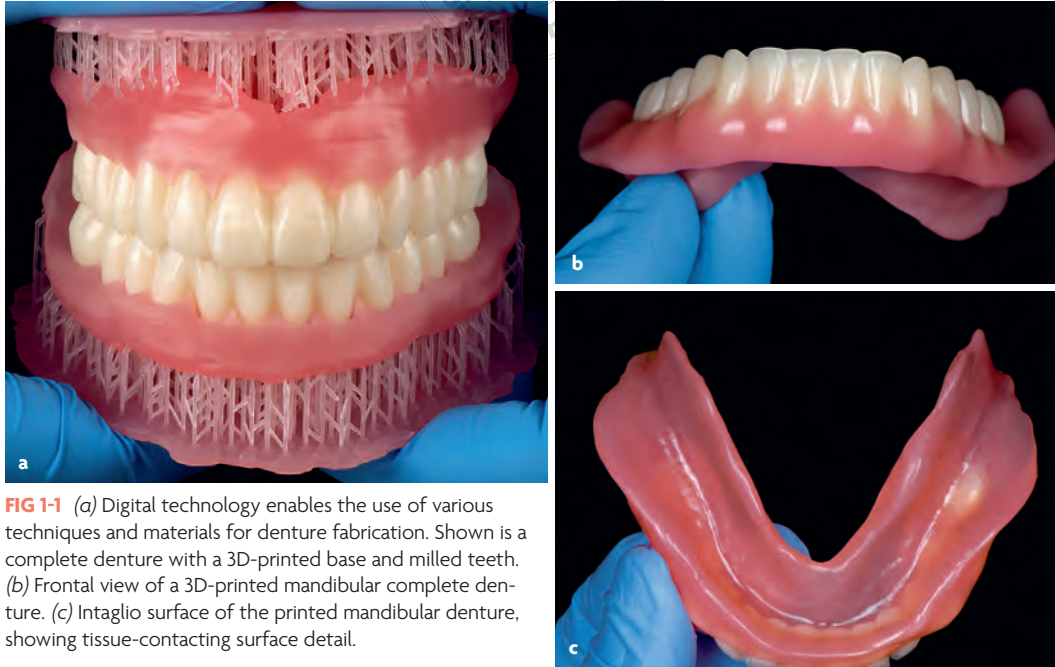 a
b
c
FIG 1-1 (a) Digital technology enables the use of various
techniques and materials for denture fabrication. Shown is a
complete denture with a 3D-printed base and milled teeth.
(b) Frontal view of a 3D-printed mandibular complete den-
ture. (c) Intaglio surface of the printed mandibular denture,
showing tissue-contacting surface detail.